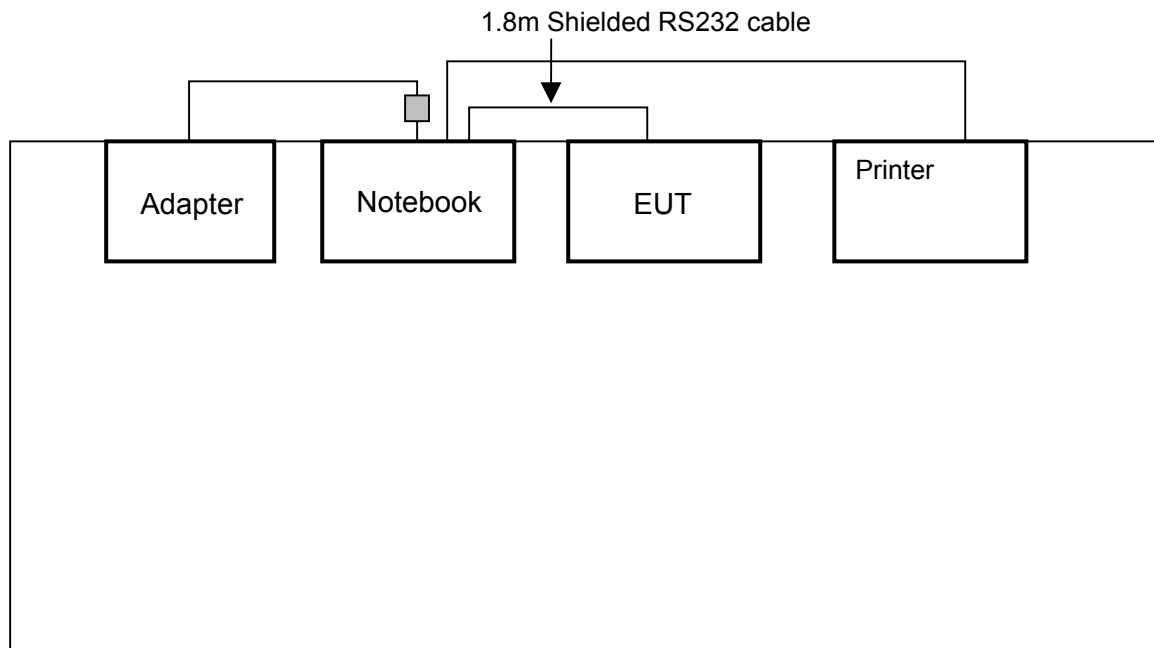 1.8m Shielded RS232 cable
Adapter
Notebook
EUT
Printer